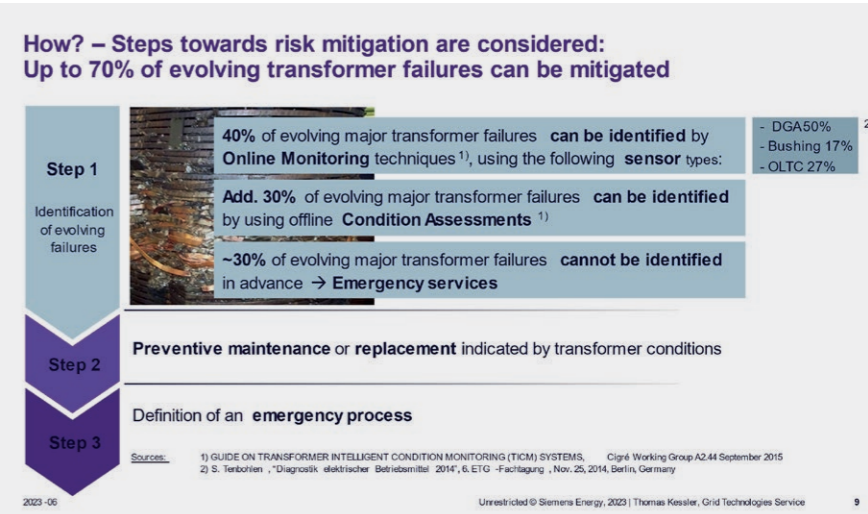 How? – Steps towards risk mitigation are considered:
Up to 70% of evolving transformer failures can be mitigated
Step 1
Identification
of evolving
failures
40% of evolving major transformer failures can be identified by
Online Monitoring techniques 1), using the following sensor types:
- DGA50%
- Bushing 17%
- OLTC 27%
2
Add. 30% of evolving major transformer failures can be identified
by using offline Condition Assessments 1)
~30% of evolving major transformer failures cannot be identified
in advance → Emergency services
Step 2
Preventive maintenance or replacement indicated by transformer conditions
Step 3
Definition of an emergency process
Sources: 1) GUIDE ON TRANSFORMER INTELLIGENT CONDITION MONITORING (TICM) SYSTEMS, Cigré Working Group A2.44 September 2015
2) S. Tenbohlen , "Diagnostik elektrischer Betriebsmittel 2014", 6. ETG -Fachtagung , Nov. 25, 2014, Berlin, Germany
2023 -06 Unrestricted © Siemens Energy, 2023 | Thomas Kessler, Grid Technologies Service 9